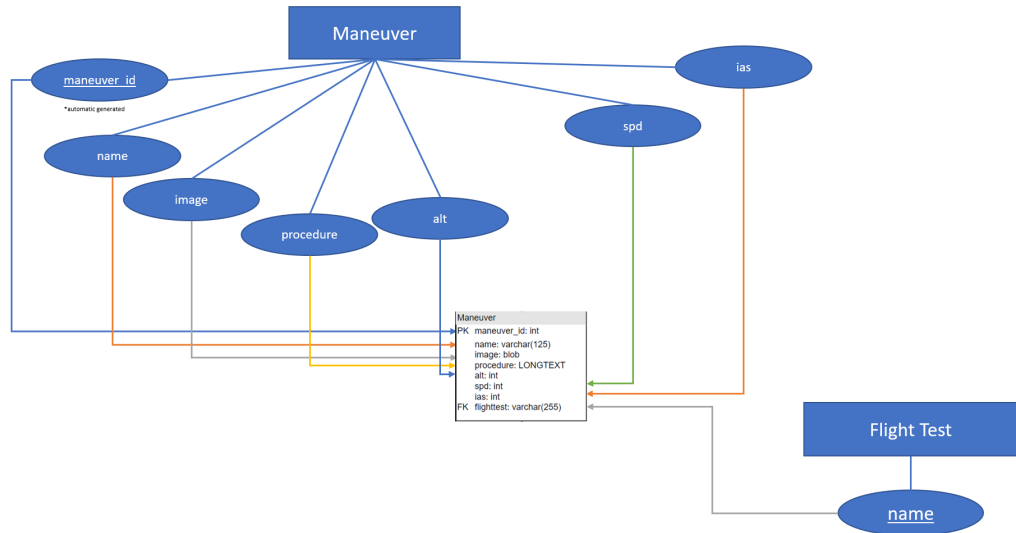 Maneuver
maneuver_id
*automatic generated
ias
spd
name
image
alt
procedure
Maneuver
PK maneuver_id: int
name: varchar(125)
image: blob
procedure: LONGTEXT
alt: int
spd: int
ias: int
FK flighttest: varchar(255)
Flight Test
name